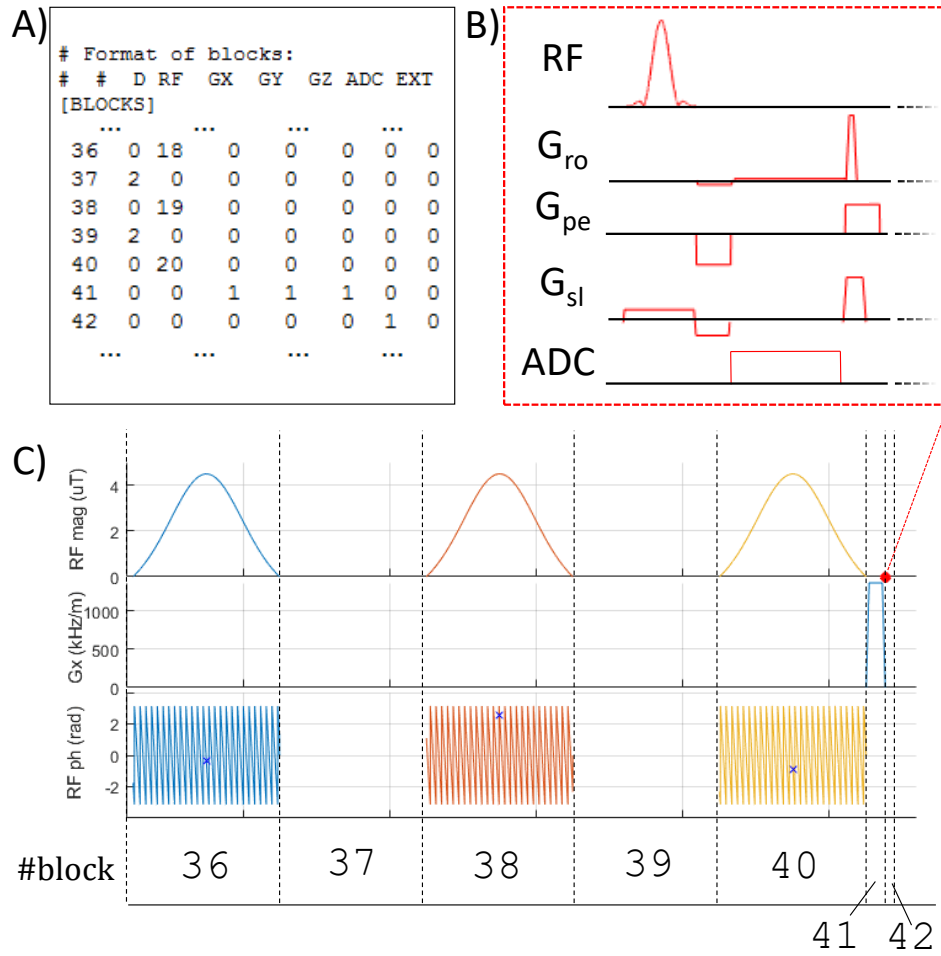 A)
# Format of blocks:
# # D RF GX GY GZ ADC EXT
[BLOCKS]
... ... ... ...
36 0 18 0 0 0 0 0
37 2 0 0 0 0 0 0
38 0 19 0 0 0 0 0
39 2 0 0 0 0 0 0
40 0 20 0 0 0 0 0
41 0 0 1 1 1 0 0
42 0 0 0 0 0 1 0
... ... ... ...
B)
RF
Gro
Gpe
Gsl
ADC
C)
RF mag (uT)
4
2
0
Gx (kHz/m)
1000
500
0
RF ph (rad)
2
0
-2
#block 36 37 38 39 40
41 42